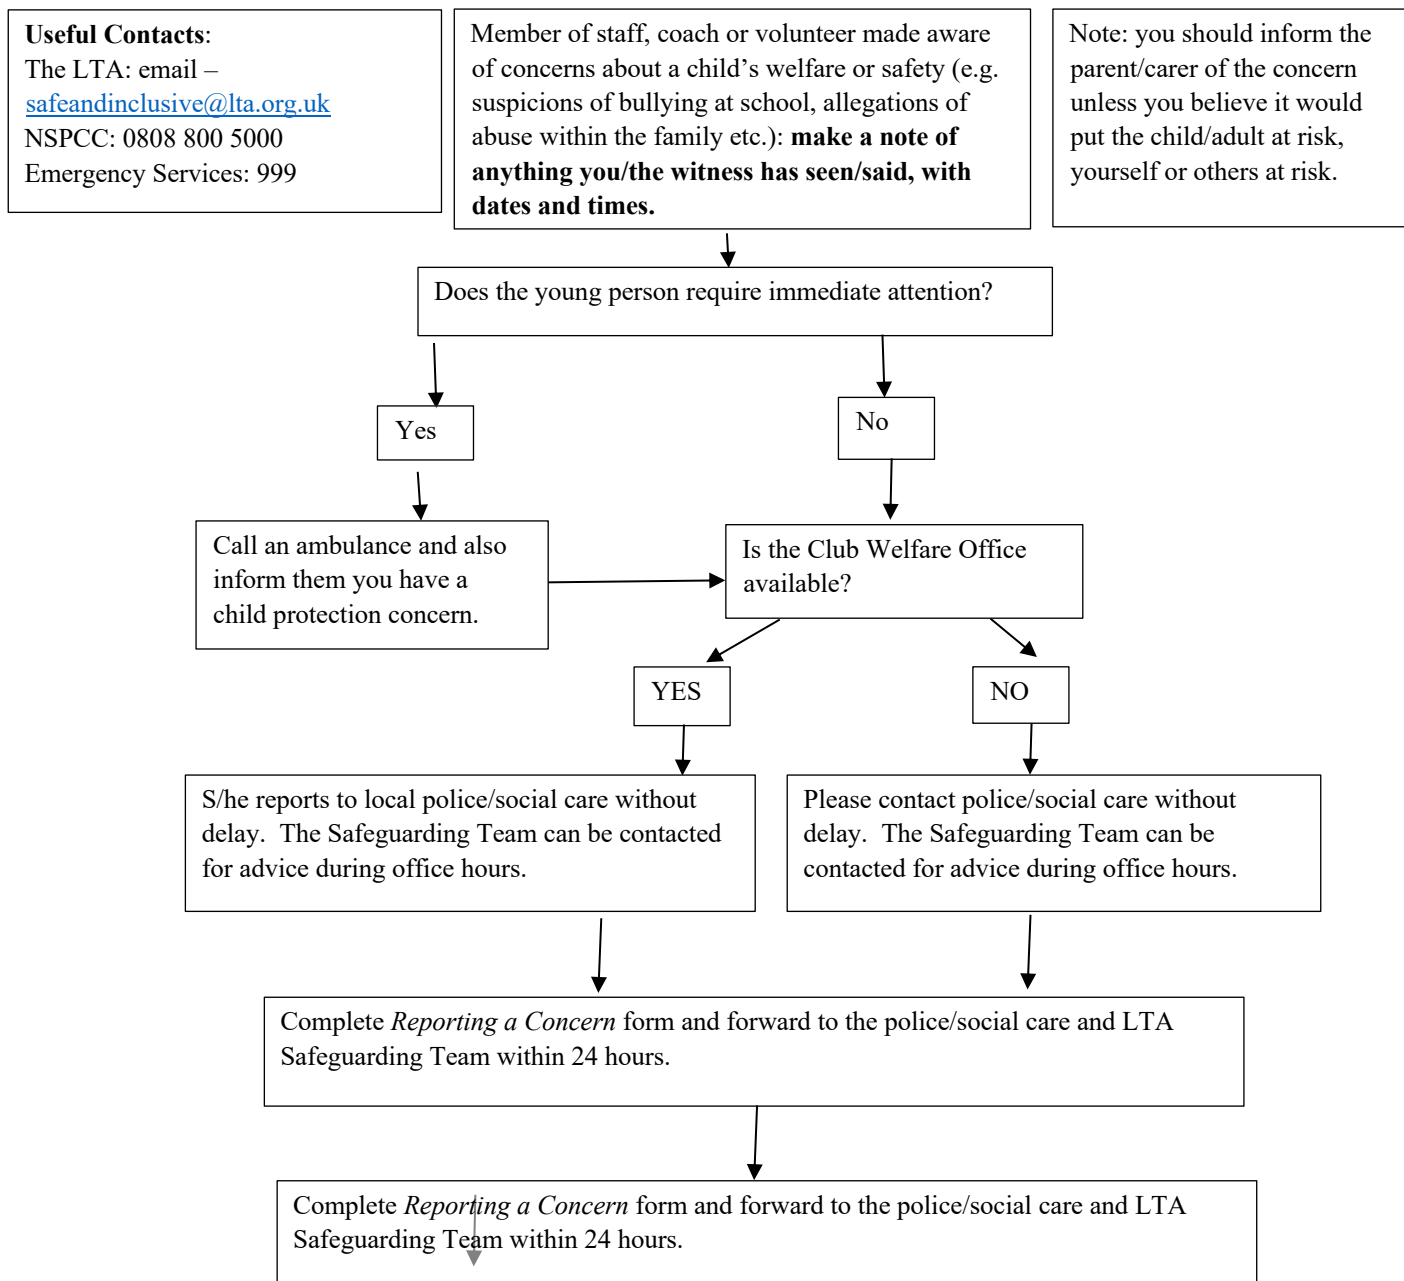 Useful Contacts:
The LTA: email –
safeandinclusive@lta.org.uk
NSPCC: 0808 800 5000
Emergency Services: 999
Member of staff, coach or volunteer made aware
of concerns about a child’s welfare or safety (e.g.
suspicions of bullying at school, allegations of
abuse within the family etc.): make a note of
anything you/the witness has seen/said, with
dates and times.
Note: you should inform the
parent/carer of the concern
unless you believe it would
put the child/adult at risk,
yourself or others at risk.
Does the young person require immediate attention?
Yes
No
Call an ambulance and also
inform them you have a
child protection concern.
Is the Club Welfare Office
available?
YES
NO
S/he reports to local police/social care without
delay.  The Safeguarding Team can be contacted
for advice during office hours.
Please contact police/social care without
delay.  The Safeguarding Team can be
contacted for advice during office hours.
Complete Reporting a Concern form and forward to the police/social care and LTA
Safeguarding Team within 24 hours.
Complete Reporting a Concern form and forward to the police/social care and LTA
Safeguarding Team within 24 hours.